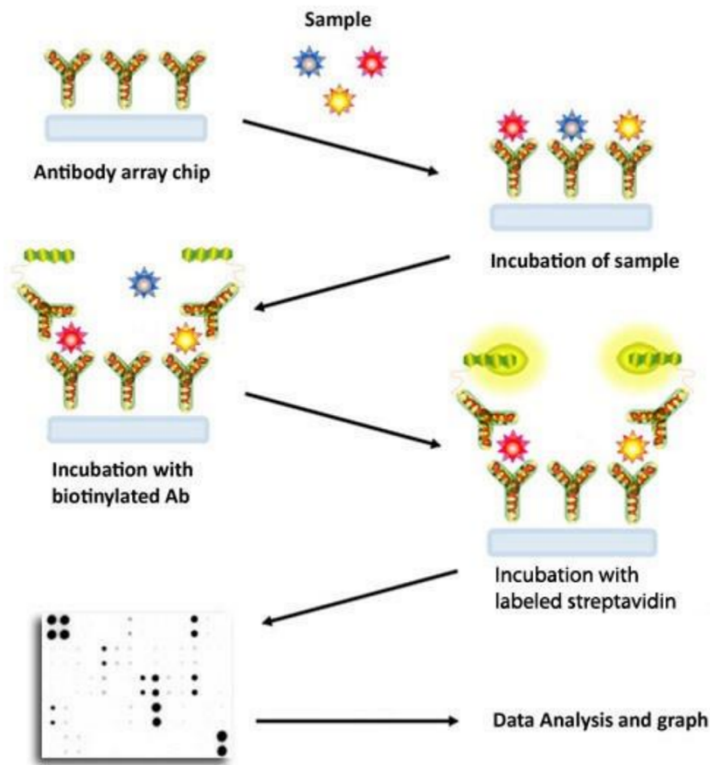 Sample
Antibody array chip
Incubation of sample
Incubation with
biotinylated Ab
Incubation with
labeled streptavidin
Data Analysis and graph